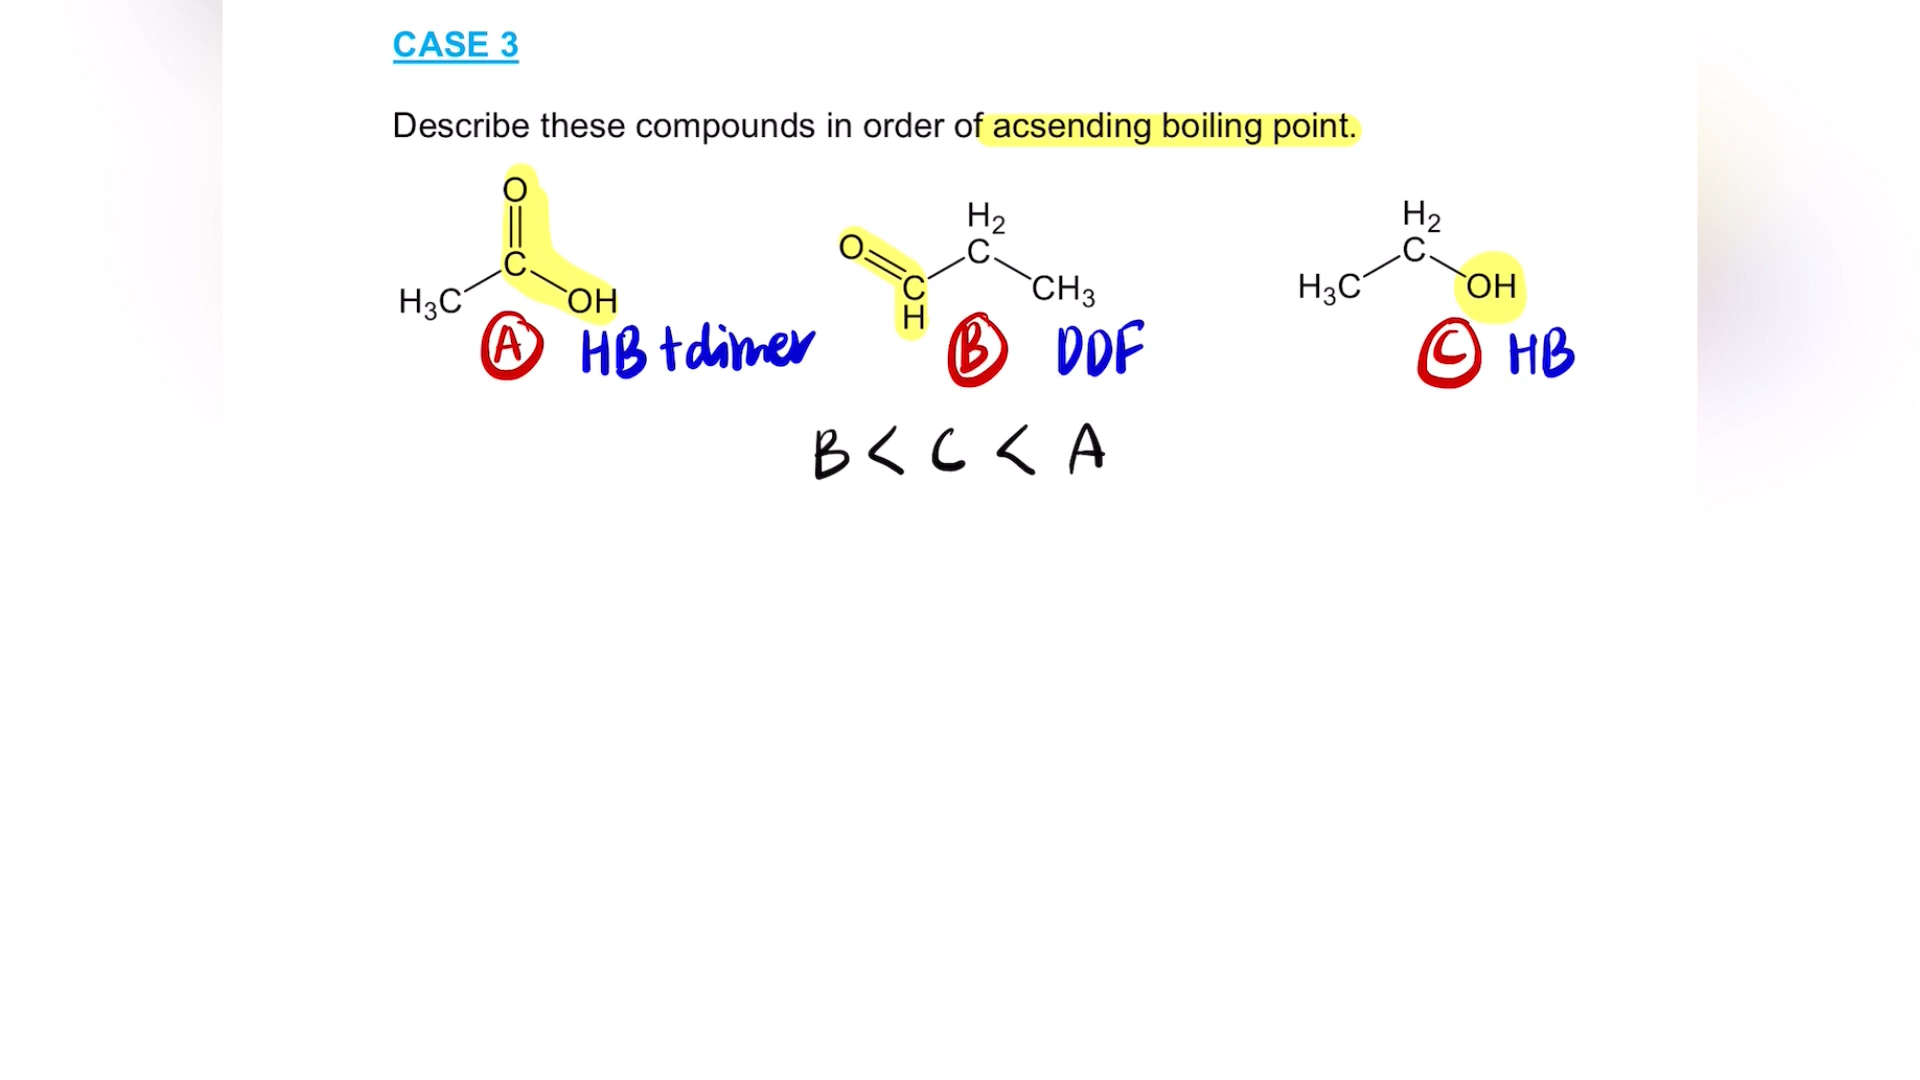 CASE 3
Describe these compounds in order of acsending boiling point.
O
C
H3C OH
H2
O C
C CH3
H
H2
C
H3C OH
A HB + dimer
B DDF
C HB
B < C < A